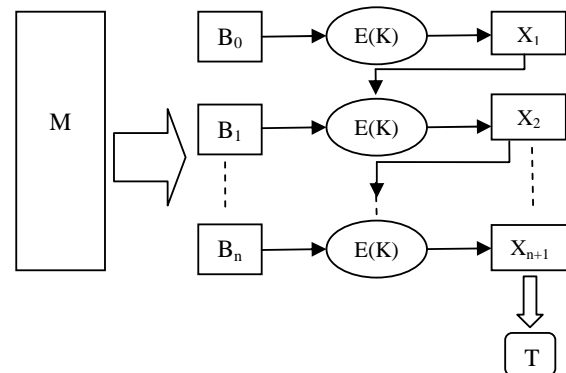 B₀ E(K) X₁
M
B₁ E(K) X₂
Bₙ E(K) Xₙ₊₁
T